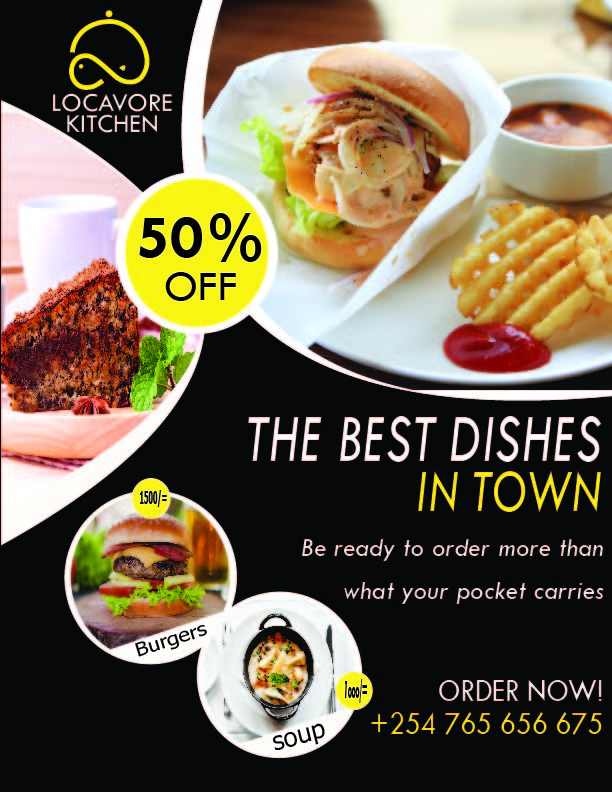 LOCAVORE
KITCHEN
50%
OFF
THE BEST DISHES
IN TOWN
Be ready to order more than
what your pocket carries
1500/=
Burgers
1000/=
soup
ORDER NOW!
+254 765 656 675